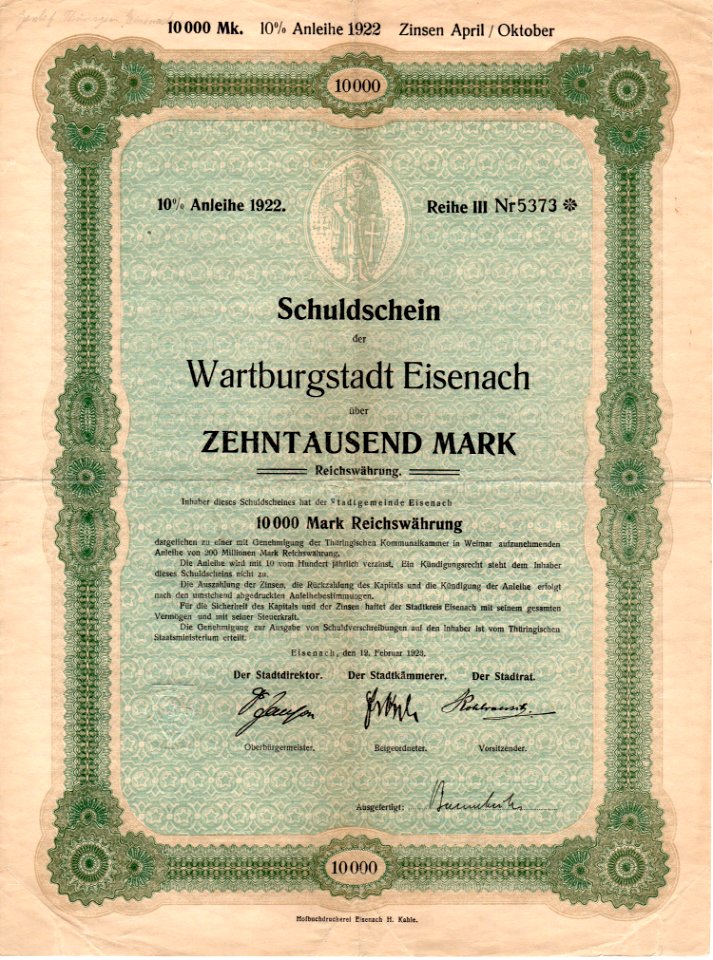 10000 Mk. 10% Anleihe 1922 Zinsen April / Oktober
10000
10% Anleihe 1922. Reihe III Nr 5373 ❊
Schuldschein
der
Wartburgstadt Eisenach
über
ZEHNTAUSEND MARK
Reichswährung.
Inhaber dieses Schuldscheines hat der Stadtgemeinde Eisenach
10000 Mark Reichswährung
dargeliehen zu einer mit Genehmigung der Thüringischen Kommunalkammer in Weimar aufzunehmenden
Anleihe von 200 Millionen Mark Reichswährung.
Die Anleihe wird mit 10 vom Hundert jährlich verzinst. Ein Kündigungsrecht steht dem Inhaber
dieses Schuldscheins nicht zu.
Die Auszahlung der Zinsen, die Rückzahlung des Kapitals und die Kündigung der Anleihe erfolgt
nach den umstehend abgedruckten Anleihebestimmungen.
Für die Sicherheit des Kapitals und der Zinsen haftet der Stadtkreis Eisenach mit seinem gesamten
Vermögen und mit seiner Steuerkraft.
Die Genehmigung zur Ausgabe von Schuldverschreibungen auf den Inhaber ist vom Thüringischen
Staatsministerium erteilt.
Eisenach, den 12. Februar 1923.
Der Stadtdirektor. Der Stadtkämmerer. Der Stadtrat.
Oberbürgermeister. Beigeordneter. Vorsitzender.
Ausgefertigt:
10000
Hofbuchdruckerei Eisenach H. Kahle.